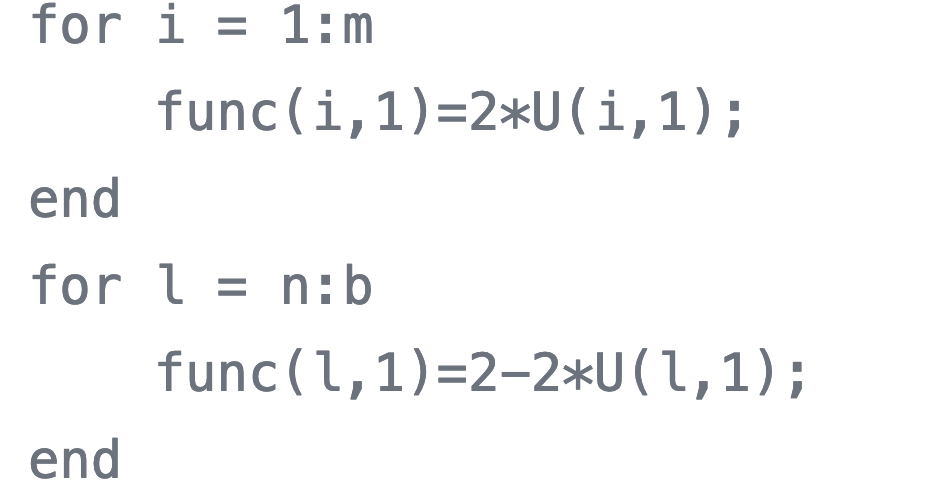 for i = 1:m
    func(i,1)=2*U(i,1);
end
for l = n:b
    func(l,1)=2-2*U(l,1);
end